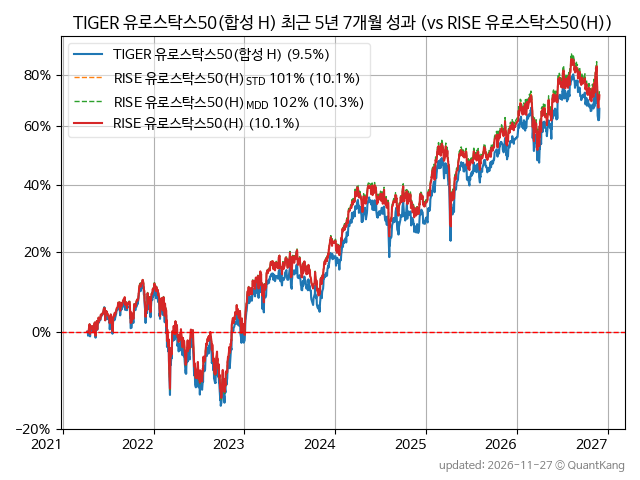 TIGER 유로스탁스50(합성 H) 최근 5년 7개월 성과 (vs RISE 유로스탁스50(H))
TIGER 유로스탁스50(합성 H) (9.5%)
RISE 유로스탁스50(H)STD 101% (10.1%)
RISE 유로스탁스50(H)MDD 102% (10.3%)
RISE 유로스탁스50(H) (10.1%)
80%
60%
40%
20%
0%
−20%
2021 2022 2023 2024 2025 2026 2027
updated: 2026-11-27 © QuantKang